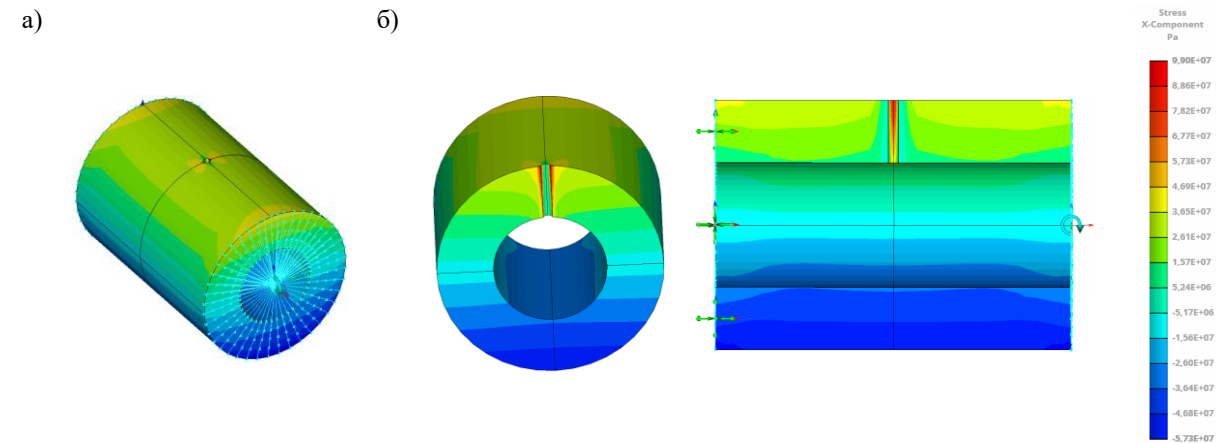 а)
б)
Stress
X-Component
Pa
9,90E+07
8,86E+07
7,82E+07
6,77E+07
5,73E+07
4,69E+07
3,65E+07
2,61E+07
1,57E+07
5,24E+06
-5,17E+06
-1,56E+07
-2,60E+07
-3,64E+07
-4,68E+07
-5,73E+07